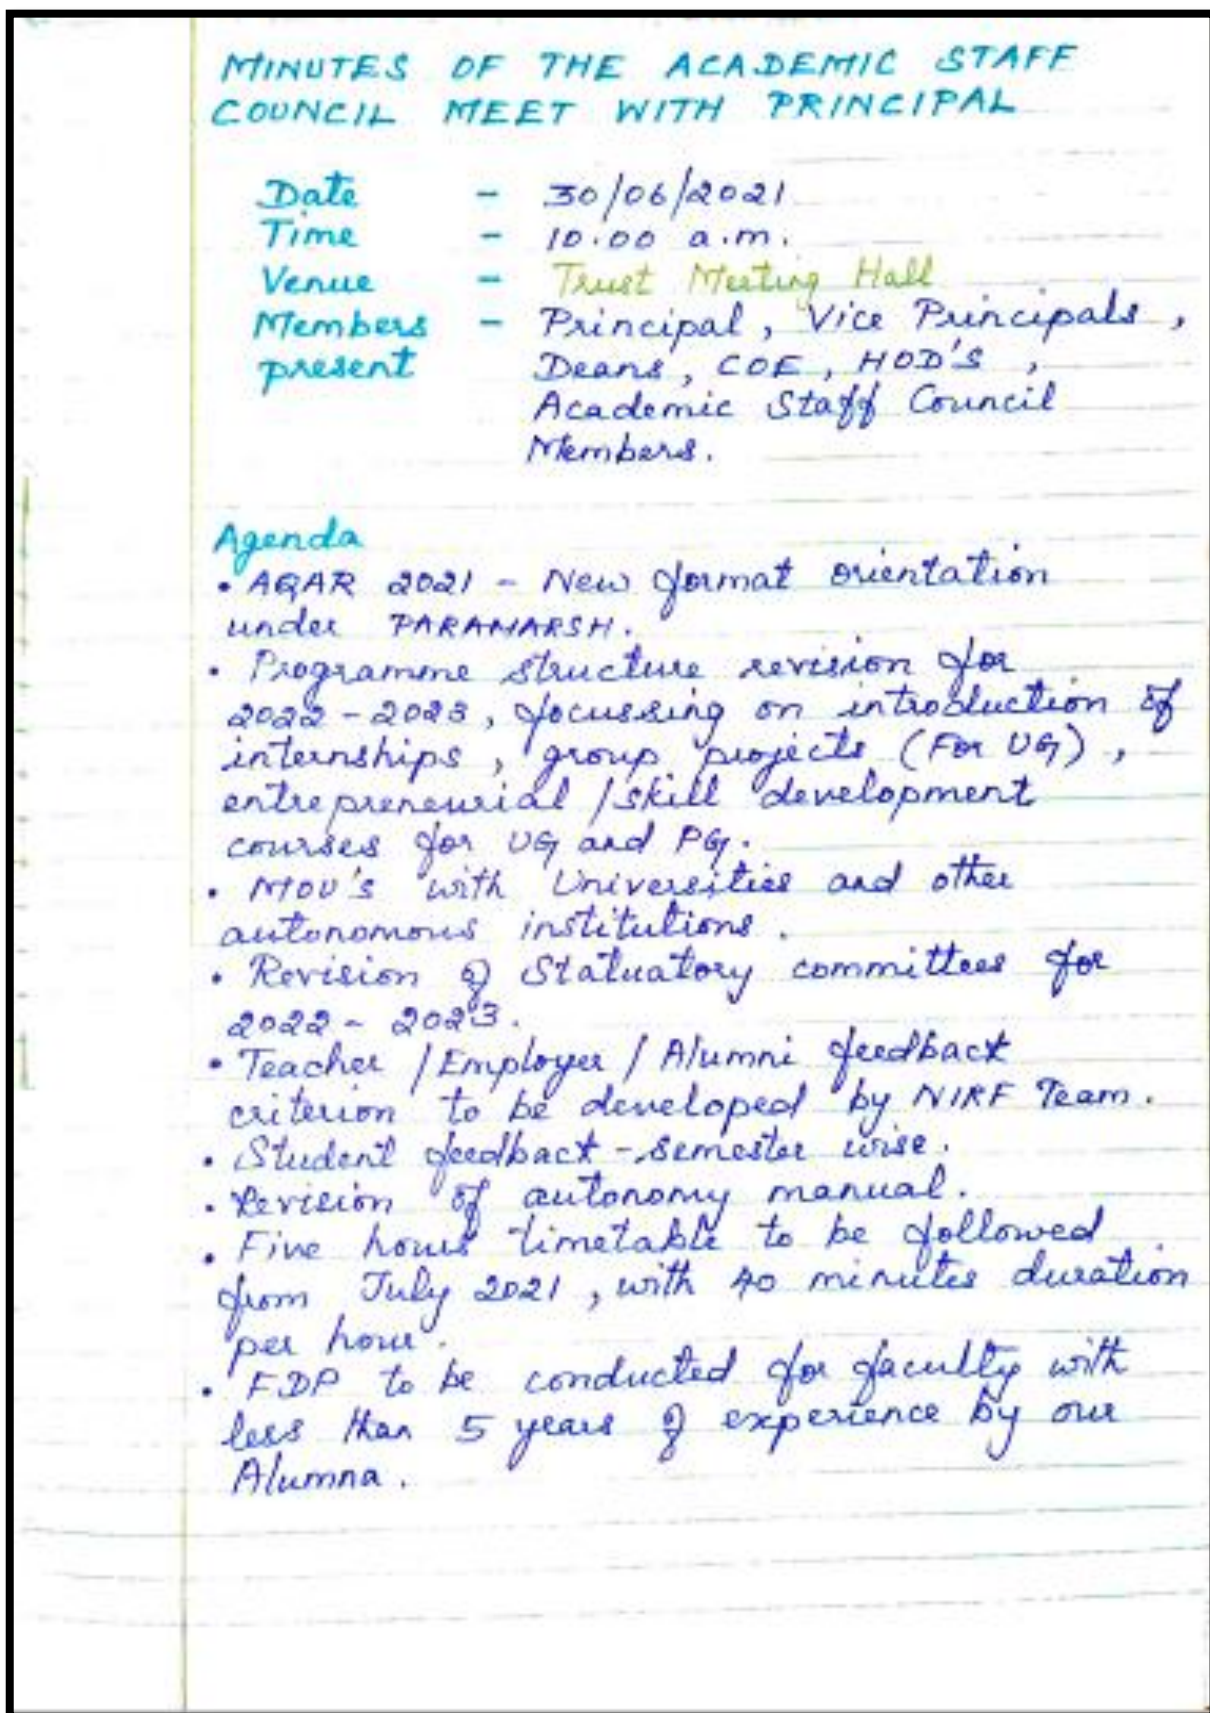 MINUTES OF THE ACADEMIC STAFF
COUNCIL MEET WITH PRINCIPAL
Date - 30/06/2021
Time - 10.00 a.m.
Venue - Trust Meeting Hall
Members - Principal, Vice Principals,
present Deans, COE, HOD'S,
Academic Staff Council
Members.
Agenda
• AQAR 2021 - New format orientation
under PARAMARSH.
• Programme structure revision for
2022-2023, focussing on introduction of
internships, group projects (For UG),
entrepreneurial/skill development
courses for UG and PG.
• MOU's with Universities and other
autonomous institutions.
• Revision of Statuatory committees for
2022-2023.
• Teacher/Employer/Alumni feedback
criterion to be developed by NIRF Team.
• Student feedback - semester wise.
• Revision of autonomy manual.
• Five hours timetable to be followed
from July 2021, with 40 minutes duration
per hour.
• FDP to be conducted for faculty with
less than 5 years of experience by our
Alumna.